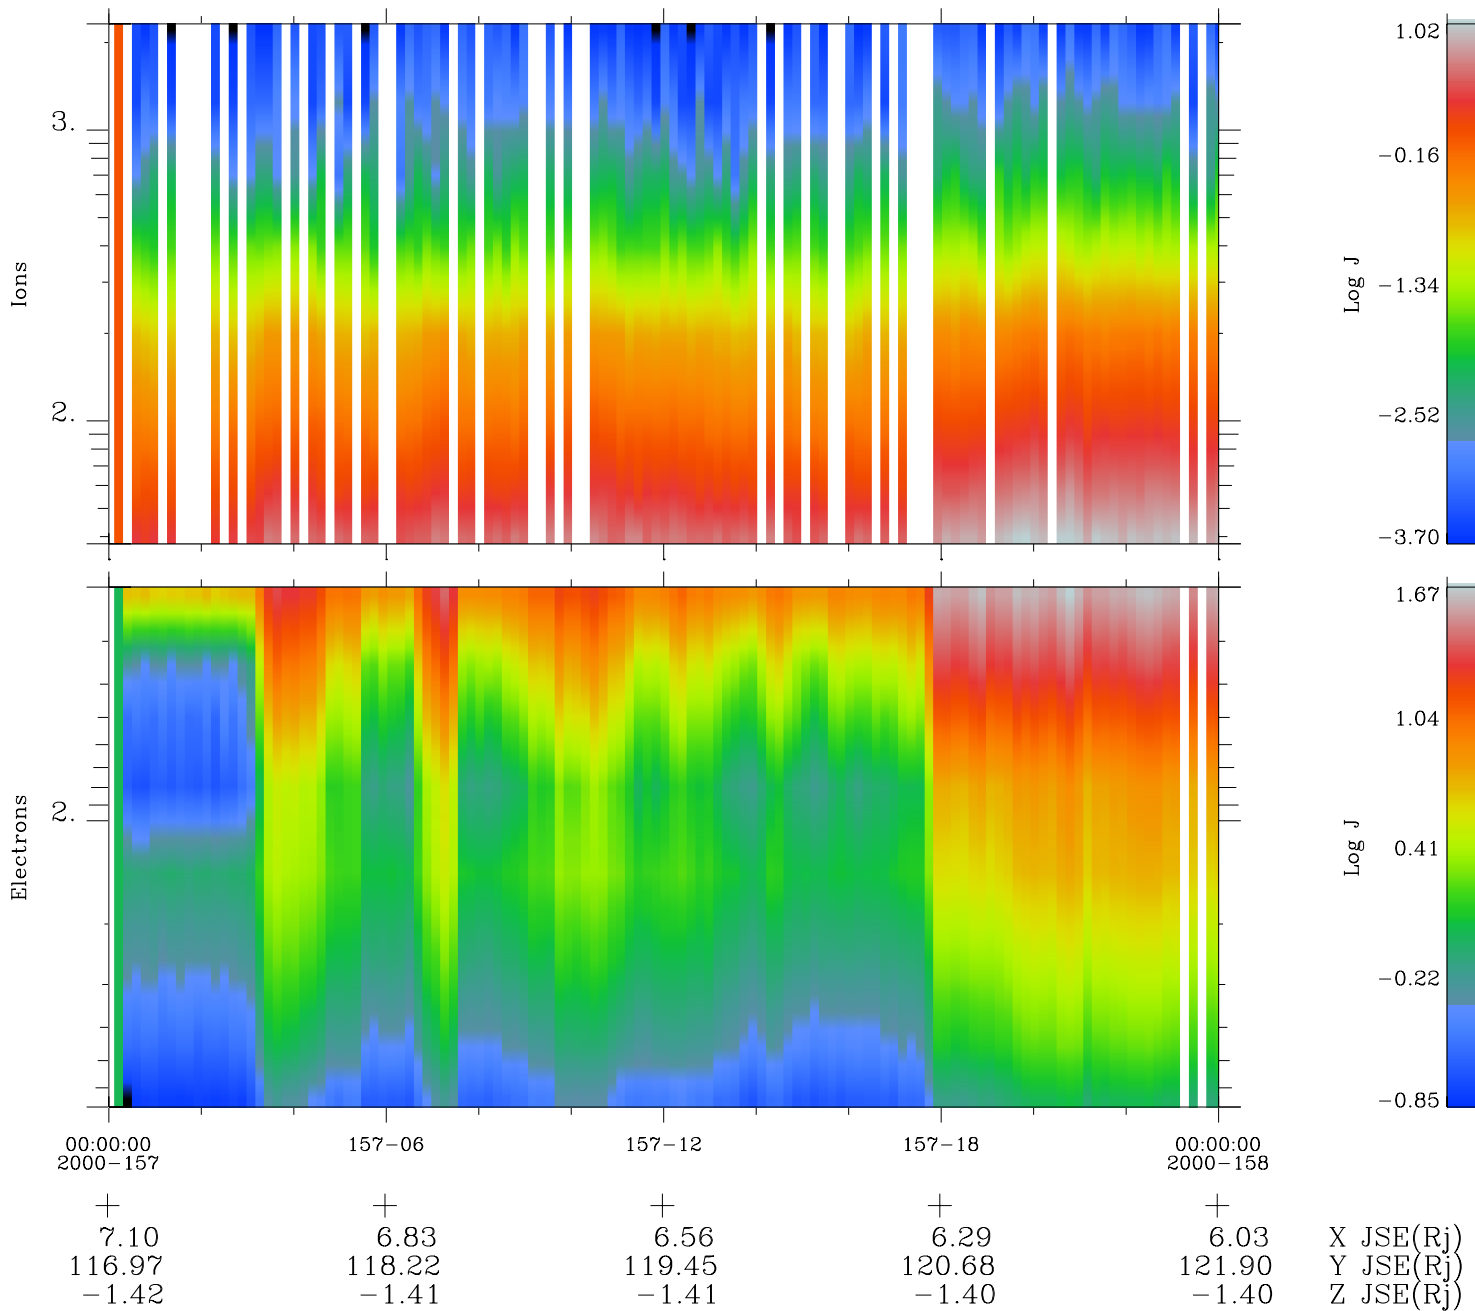 3.
2.
Ions
1.02
-0.16
-1.34
-2.52
-3.70
Log J
2.
Electrons
1.67
1.04
0.41
-0.22
-0.85
Log J
00:00:00 157-06 157-12 157-18 00:00:00
2000-157 2000-158
7.10 6.83 6.56 6.29 6.03 X JSE(Rj)
116.97 118.22 119.45 120.68 121.90 Y JSE(Rj)
-1.42 -1.41 -1.41 -1.40 -1.40 Z JSE(Rj)